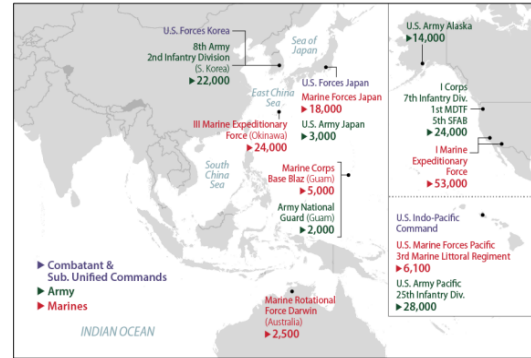 U.S. Forces Korea
8th Army
2nd Infantry Division
(S. Korea)
▶22,000
Sea of
Japan
East China
Sea
U.S. Forces Japan
Marine Forces Japan
▶18,000
U.S. Army Japan
▶3,000
III Marine Expeditionary
Force (Okinawa)
▶24,000
South
China
Sea
Marine Corps
Base Blaz (Guam)
▶5,000
Army National
Guard (Guam)
▶2,000
Marine Rotational
Force Darwin
(Australia)
▶2,500
▶ Combatant &
Sub. Unified Commands
▶ Army
▶ Marines
INDIAN OCEAN
U.S. Army Alaska
▶14,000
I Corps
7th Infantry Div.
1st MDTF
5th SFAB
▶24,000
I Marine
Expeditionary
Force
▶53,000
U.S. Indo-Pacific
Command
U.S. Marine Forces Pacific
3rd Marine Littoral Regiment
▶6,100
U.S. Army Pacific
25th Infantry Div.
▶28,000